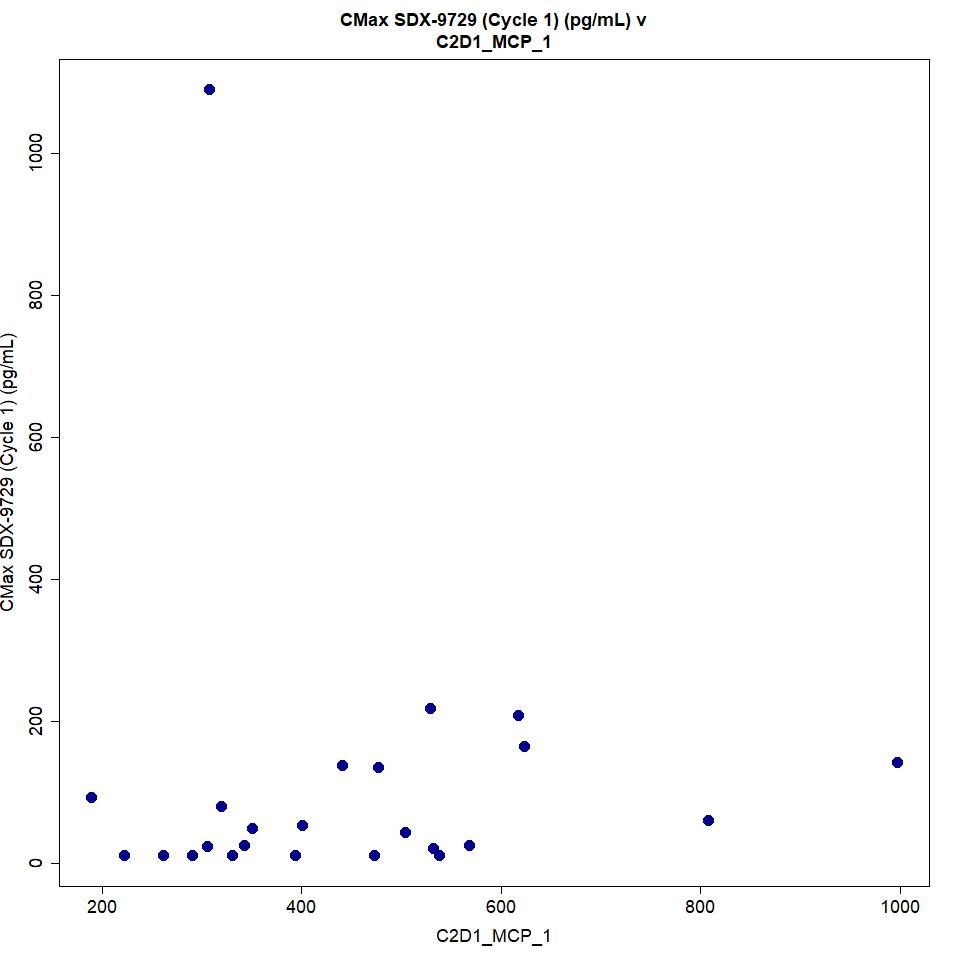 CMax SDX-9729 (Cycle 1) (pg/mL) v
C2D1_MCP_1
1000
800
600
400
200
0
CMax SDX-9729 (Cycle 1) (pg/mL)
200 400 600 800 1000
C2D1_MCP_1